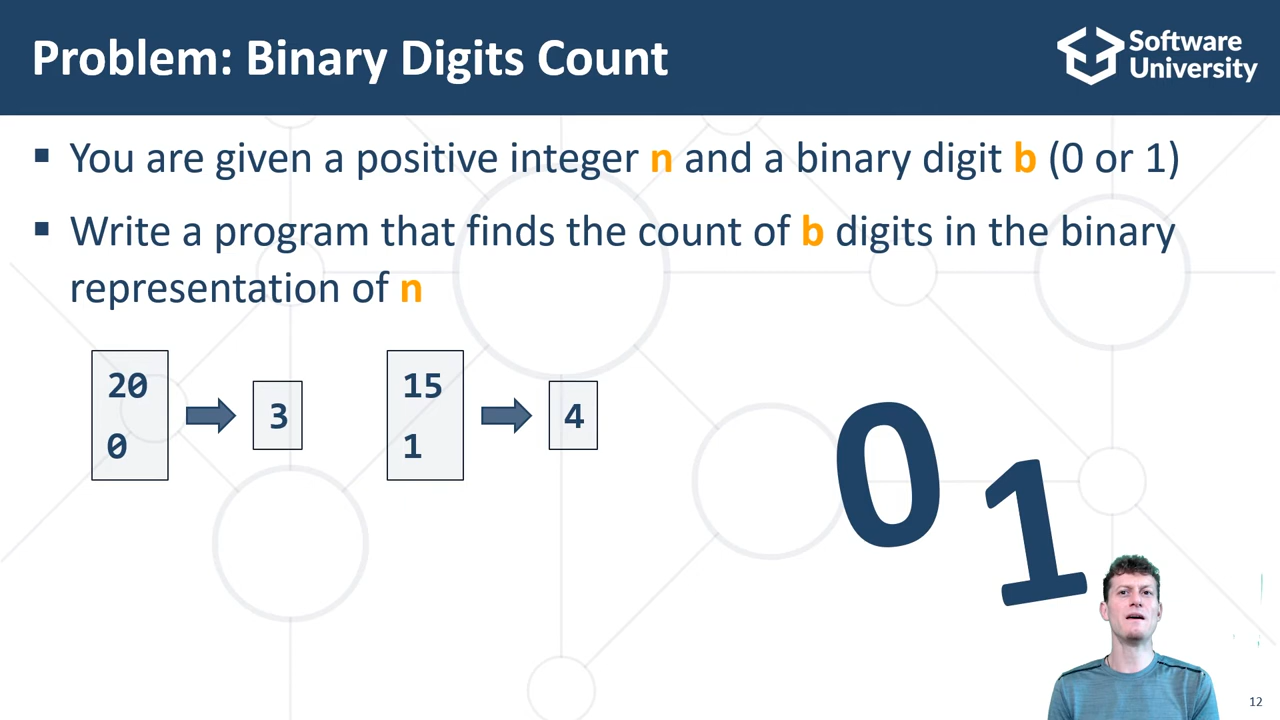 Problem: Binary Digits Count
Software
University
▪ You are given a positive integer n and a binary digit b (0 or 1)
▪ Write a program that finds the count of b digits in the binary
representation of n
20
0
3
15
1
4
0
1
12